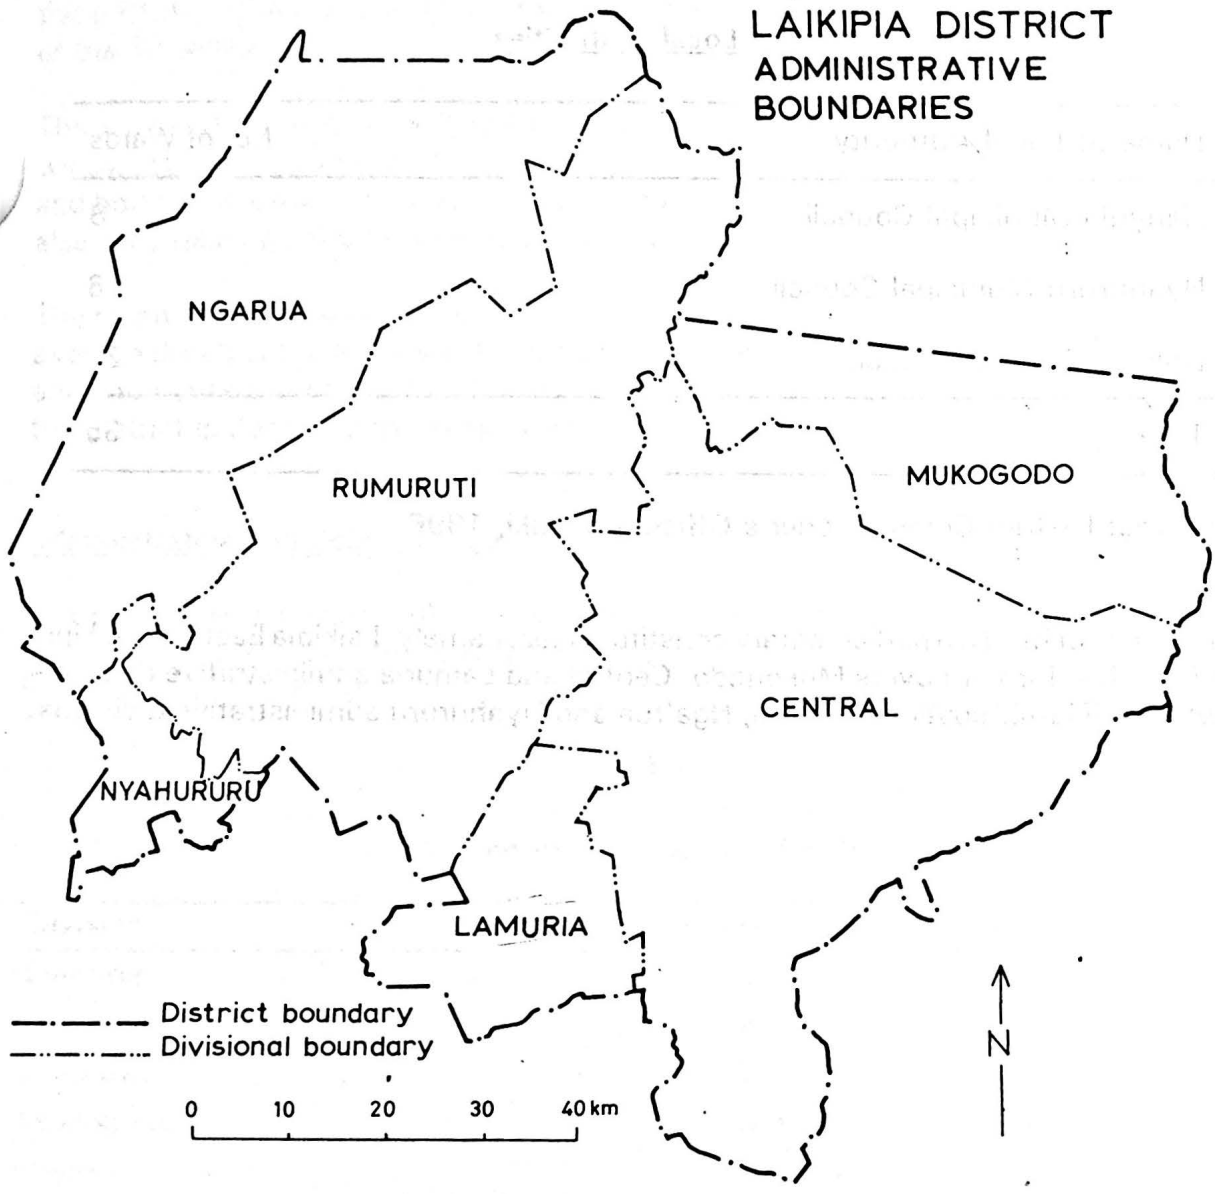 LAIKIPIA DISTRICT
ADMINISTRATIVE
BOUNDARIES
NGARUA
RUMURUTI
MUKOGODO
CENTRAL
NYAHURURU
LAMURIA
District boundary
Divisional boundary
N
0 10 20 30 40 km